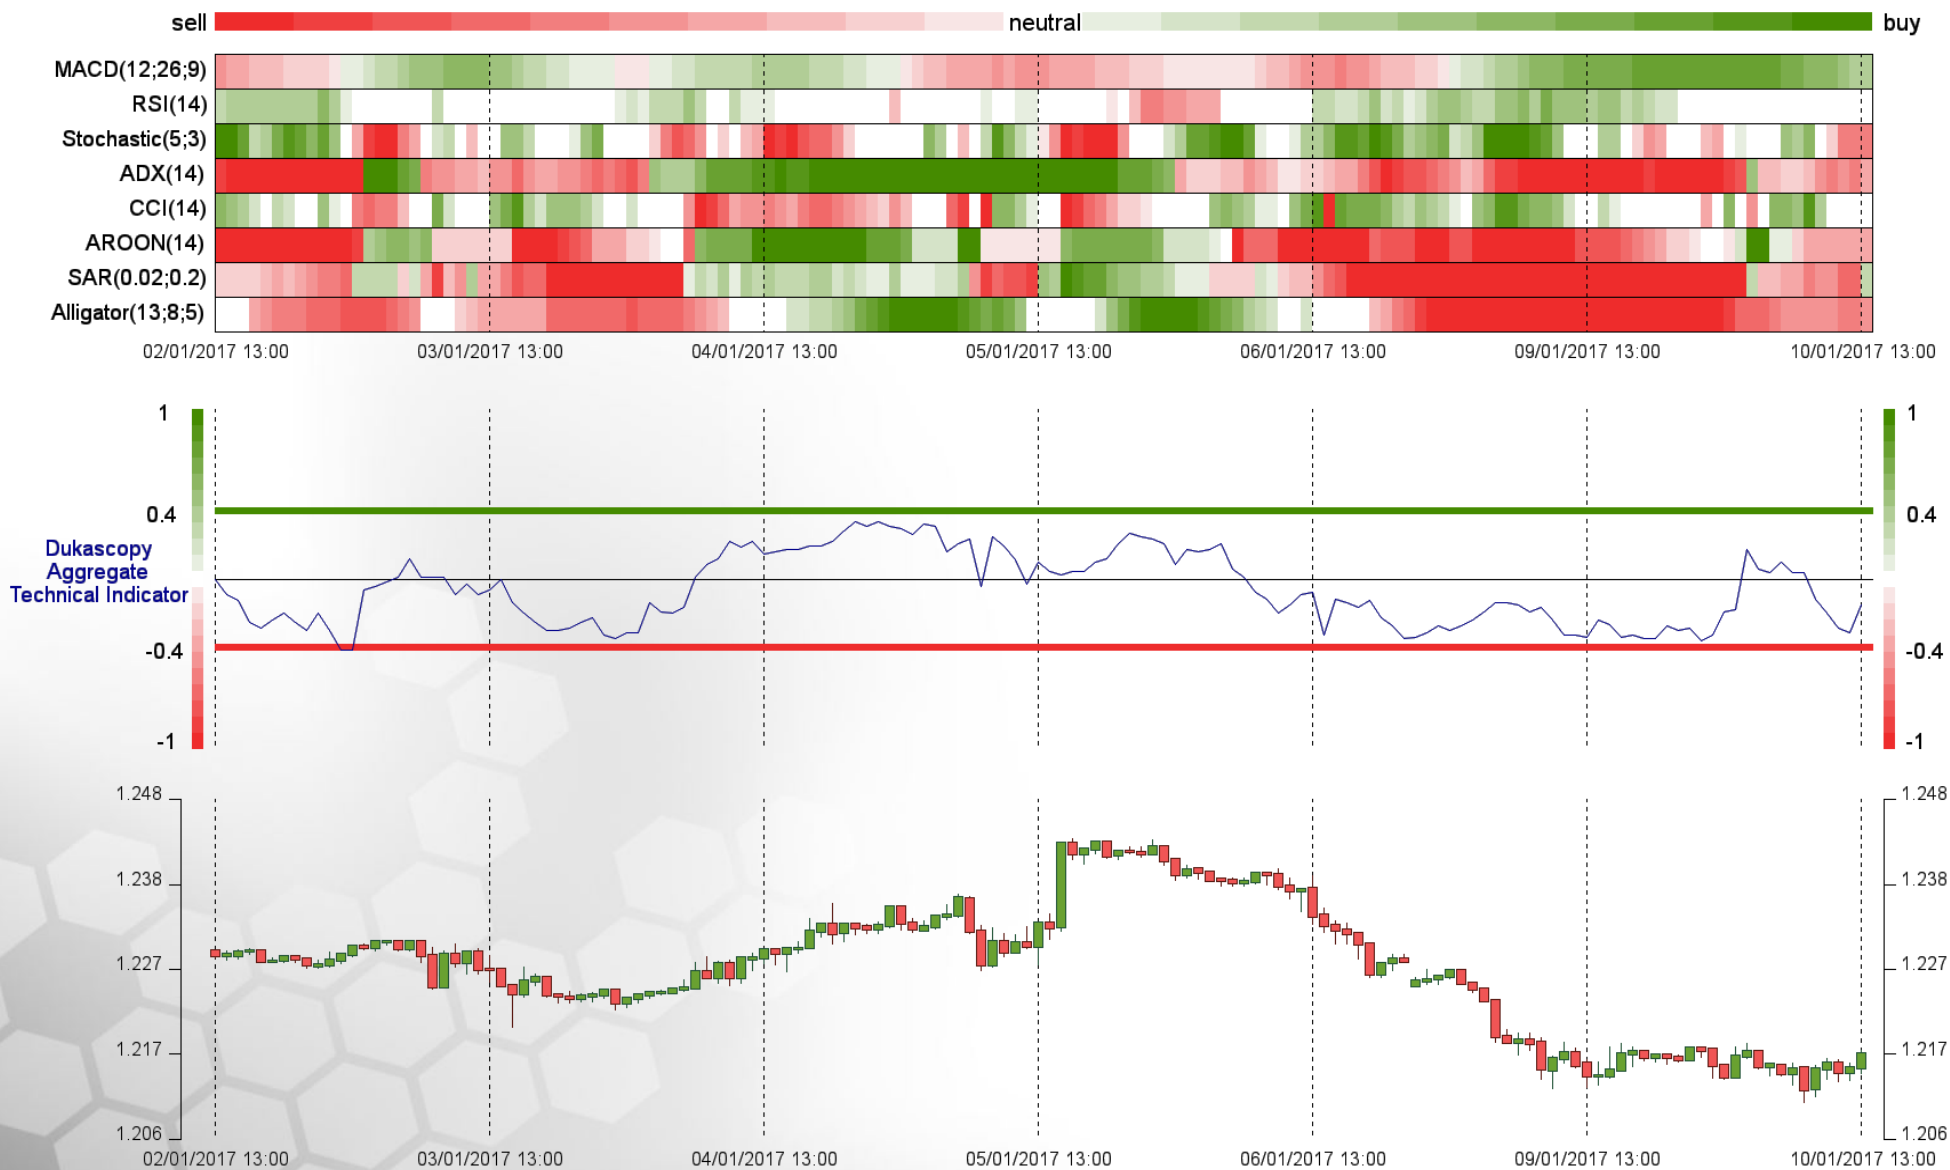 sell neutral buy
MACD(12;26;9)
RSI(14)
Stochastic(5;3)
ADX(14)
CCI(14)
AROON(14)
SAR(0.02;0.2)
Alligator(13;8;5)
02/01/2017 13:00 03/01/2017 13:00 04/01/2017 13:00 05/01/2017 13:00 06/01/2017 13:00 09/01/2017 13:00 10/01/2017 13:00
1 1
0.4 0.4
Dukascopy
Aggregate
Technical Indicator
-0.4 -0.4
-1 -1
1.248 1.248
1.238 1.238
1.227 1.227
1.217 1.217
1.206 1.206
02/01/2017 13:00 03/01/2017 13:00 04/01/2017 13:00 05/01/2017 13:00 06/01/2017 13:00 09/01/2017 13:00 10/01/2017 13:00